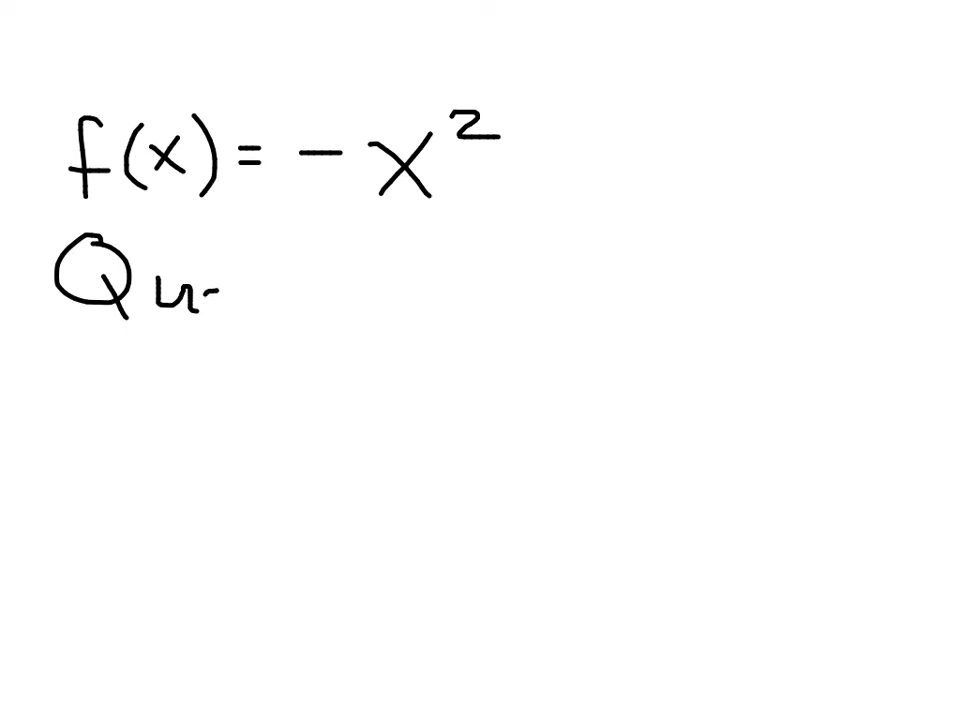 f(x) = - x²
Qu